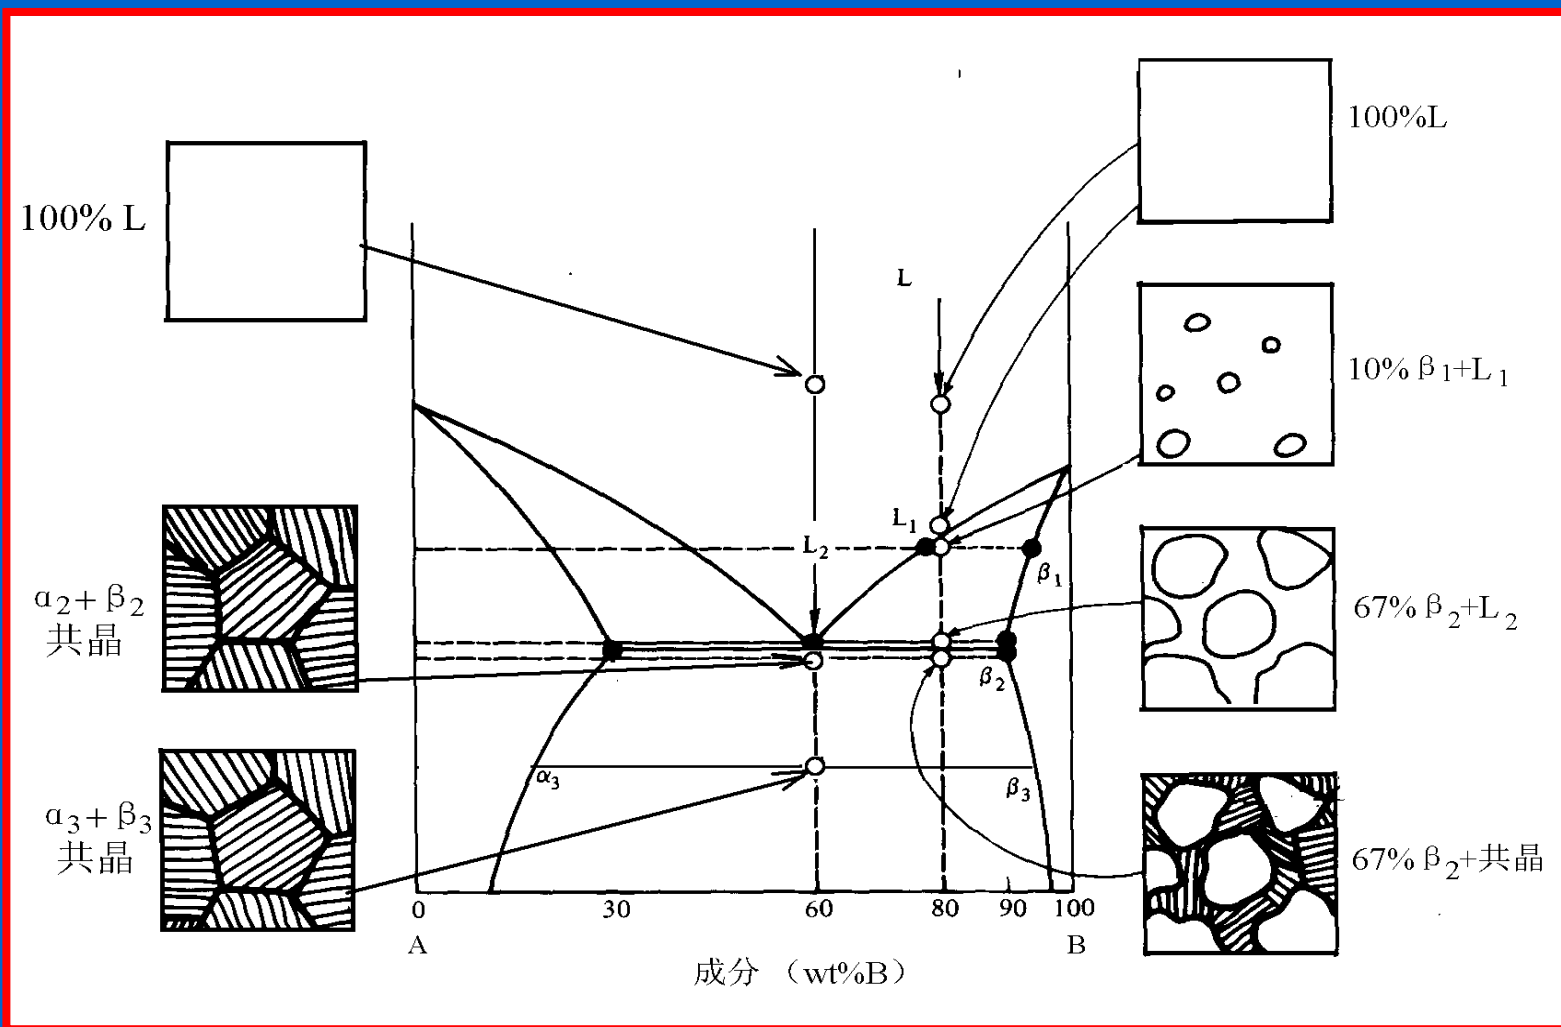 100%L
100% L
L
10% β₁+L₁
L₁
L₂
β₁
α₂+β₂
共晶
67% β₂+L₂
β₂
α₃
β₃
α₃+β₃
共晶
67% β₂+共晶
0 30 60 80 90 100
A B
成分 (wt%B)